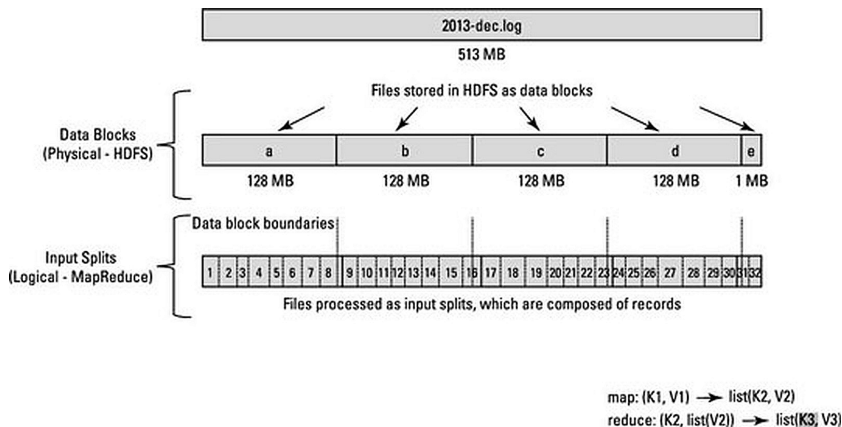 2013-dec.log
513 MB
Files stored in HDFS as data blocks
Data Blocks
(Physical - HDFS)
a b c d e
128 MB 128 MB 128 MB 128 MB 1 MB
Data block boundaries
Input Splits
(Logical - MapReduce)
1 2 3 4 5 6 7 8 9 10 11 12 13 14 15 16 17 18 19 20 21 22 23 24 25 26 27 28 29 30 31 32
Files processed as input splits, which are composed of records
map: (K1, V1) → list(K2, V2)
reduce: (K2, list(V2)) → list(K3, V3)